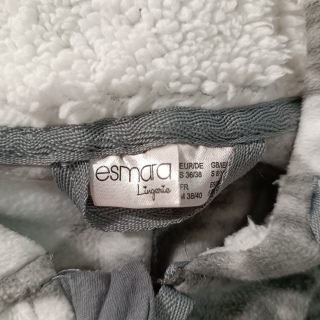 esmara
Lingerie
EUR/DE
S 36/38
FR
M 38/40